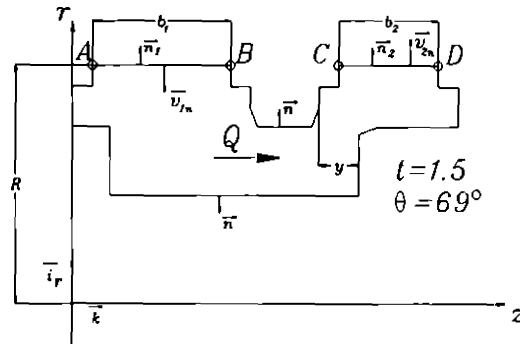 r
b₁
b₂
A
n₁
B
C
n₂
v₂ₙ
D
v₁ₙ
n
Q
R
y
t=1.5
θ=69°
n
iᵣ
k
z